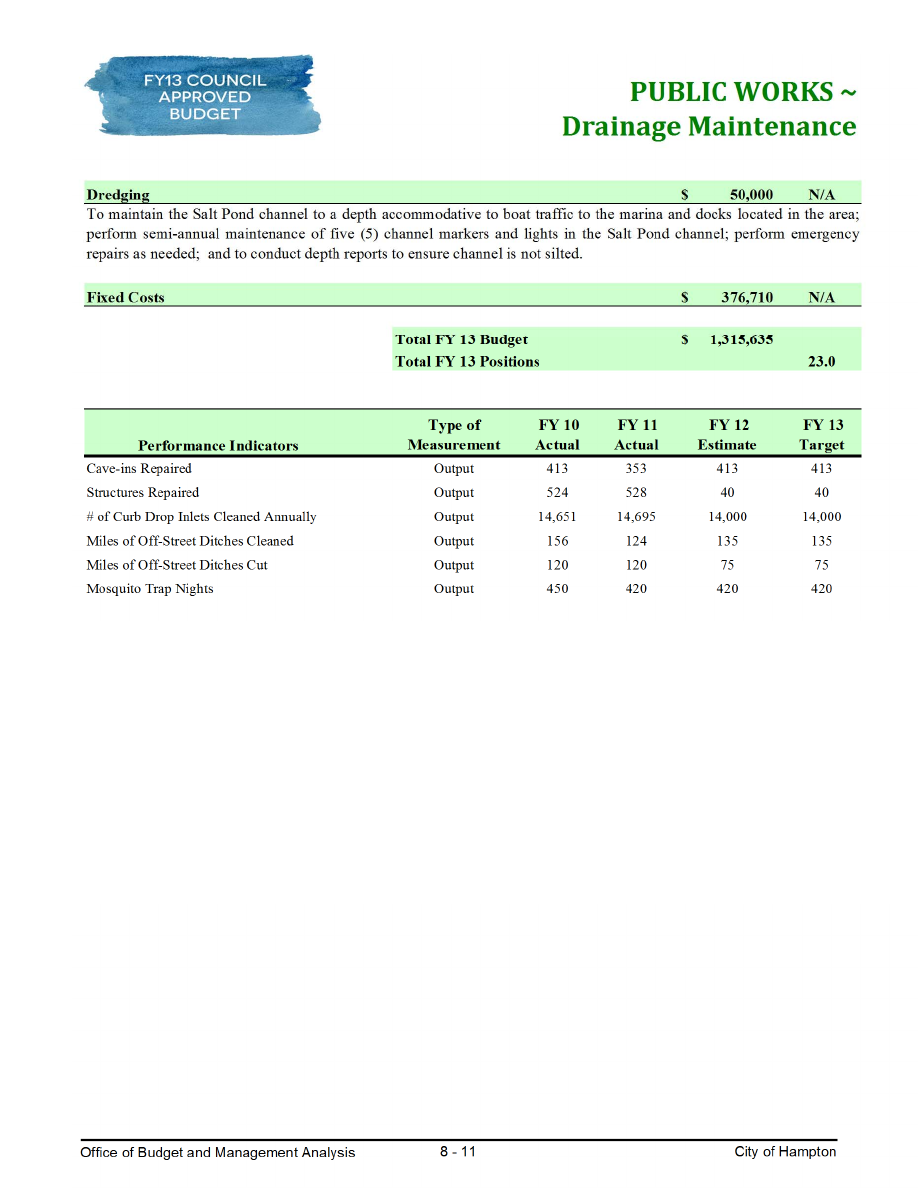 FY13 COUNCIL
APPROVED
BUDGET
PUBLIC WORKS ~
Drainage Maintenance
Dredging $ 50,000 N/A
To maintain the Salt Pond channel to a depth accommodative to boat traffic to the marina and docks located in the area;
perform semi-annual maintenance of five (5) channel markers and lights in the Salt Pond channel; perform emergency
repairs as needed; and to conduct depth reports to ensure channel is not silted.
Fixed Costs $ 376,710 N/A
Total FY 13 Budget $ 1,315,635
Total FY 13 Positions 23.0
Type of FY 10 FY 11 FY 12 FY 13
Performance Indicators Measurement Actual Actual Estimate Target
Cave-ins Repaired Output 413 353 413 413
Structures Repaired Output 524 528 40 40
# of Curb Drop Inlets Cleaned Annually Output 14,651 14,695 14,000 14,000
Miles of Off-Street Ditches Cleaned Output 156 124 135 135
Miles of Off-Street Ditches Cut Output 120 120 75 75
Mosquito Trap Nights Output 450 420 420 420
Office of Budget and Management Analysis 8 - 11 City of Hampton